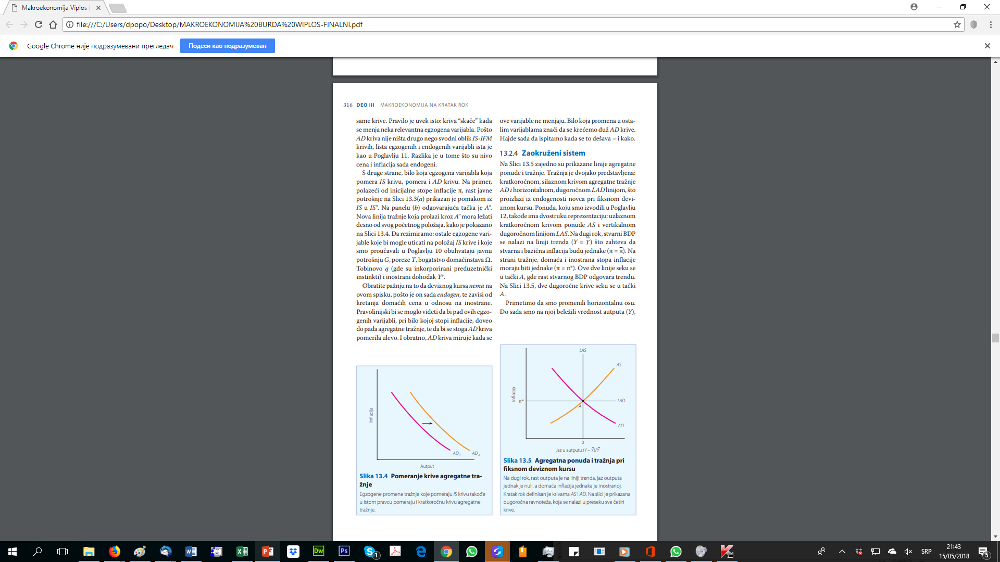 Makroekonomija Viplos i
file:///C:/Users/dpopo/Desktop/MAKROEKONOMIJA%20BURDA%20WIPLOS-FINALNI.pdf
Google Chrome није подразумевани прегледач
Подеси као подразумеван
316 DEO III MAKROEKONOMIJA NA KRATAK ROK
same krive. Pravilo je uvek isto: kriva “skače” kada
se menja neka relevantna egzogena varijabla. Pošto
AD kriva nije ništa drugo nego svodni oblik IS-IFM
krivih, lista egzogenih i endogenih varijabli ista je
kao u Poglavlju 11. Razlika je u tome što su nivo
cena i inflacija sada endogeni.
S druge strane, bilo koja egzogena varijabla koja
pomera IS krivu, pomera i AD krivu. Na primer,
polazeći od inicijalne stope inflacije π, rast javne
potrošnje na Slici 13.3(a) prikazan je pomakom iz
IS u IS″. Na panelu (b) odgovarajuća tačka je A″.
Nova linija tražnje koja prolazi kroz A″ mora ležati
desno od svog početnog položaja, kako je pokazano
na Slici 13.4. Da rezimiramo: ostale egzogene vari-
jable koje bi mogle uticati na položaj IS krive i koje
smo proučavali u Poglavlju 10 obuhvataju javnu
potrošnju G, poreze T, bogatstvo domaćinstava Ω,
Tobinovo q (gde su inkorporirani preduzetnički
instinkti) i inostrani dohodak Y*.
Obratite pažnju na to da deviznog kursa nema na
ovom spisku, pošto je on sada endogen, te zavisi od
kretanja domaćih cena u odnosu na inostrane.
Pravolinijski bi se moglo videti da bi pad ovih egzo-
genih varijabli, pri bilo kojoj stopi inflacije, doveo
do pada agregatne tražnje, te da bi se stoga AD kriva
pomerila ulevo. I obratno, AD kriva miruje kada se
ove varijable ne menjaju. Bilo koja promena u osta-
lim varijablama znači da se krećemo duž AD krive.
Hajde sada da ispitamo kada se to dešava – i kako.
13.2.4 Zaokruženi sistem
Na Slici 13.5 zajedno su prikazane linije agregatne
ponude i tražnje. Tražnja je dvojako predstavljena:
kratkoročnom, silaznom krivom agregatne tražnje
AD i horizontalnom, dugoročnom LAD linijom, što
proizlazi iz endogenosti novca pri fiksnom devi-
znom kursu. Ponuda, koju smo izvodili u Poglavlju
12, takođe ima dvostruku reprezentaciju: uzlaznom
kratkoročnom krivom ponude AS i vertikalnom
dugoročnom linijom LAS. Na dugi rok, stvarni BDP
se nalazi na liniji trenda (Y = Y̿) što zahteva da
stvarna i bazična inflacija budu jednake (π = π̅). Na
strani tražnje, domaća i inostrana stopa inflacije
moraju biti jednake (π = π*). Ove dve linije seku se
u tački A, gde rast stvarnog BDP odgovara trendu.
Na Slici 13.5, dve dugoročne krive seku se u tački
A.
Primetimo da smo promenili horizontalnu osu.
Do sada smo na njoj beležili vrednost autputa (Y),
Inflacija
AD1
AD2
Autput
Slika 13.4 Pomeranje krive agregatne tra-
žnje
Egzogene promene tražnje koje pomeraju IS krivu takođe
u istom pravcu pomeraju i kratkoročnu krivu agregatne
tražnje.
LAS
AS
Inflacija
π*
LAD
A
AD
0
Jaz u autputu (Y – Y̅)/Y̅
Slika 13.5 Agregatna ponuda i tražnja pri
fiksnom deviznom kursu
Na dugi rok, rast outputa je na liniji trenda, jaz outputa
jednak je nuli, a domaća inflacija jednaka je inostranoj.
Kratak rok definisan je krivama AS i AD. Na slici je prikazana
dugoročna ravnoteža, koja se nalazi u preseku sve četiri
krive.
1
SRP
21:43
15/05/2018
5